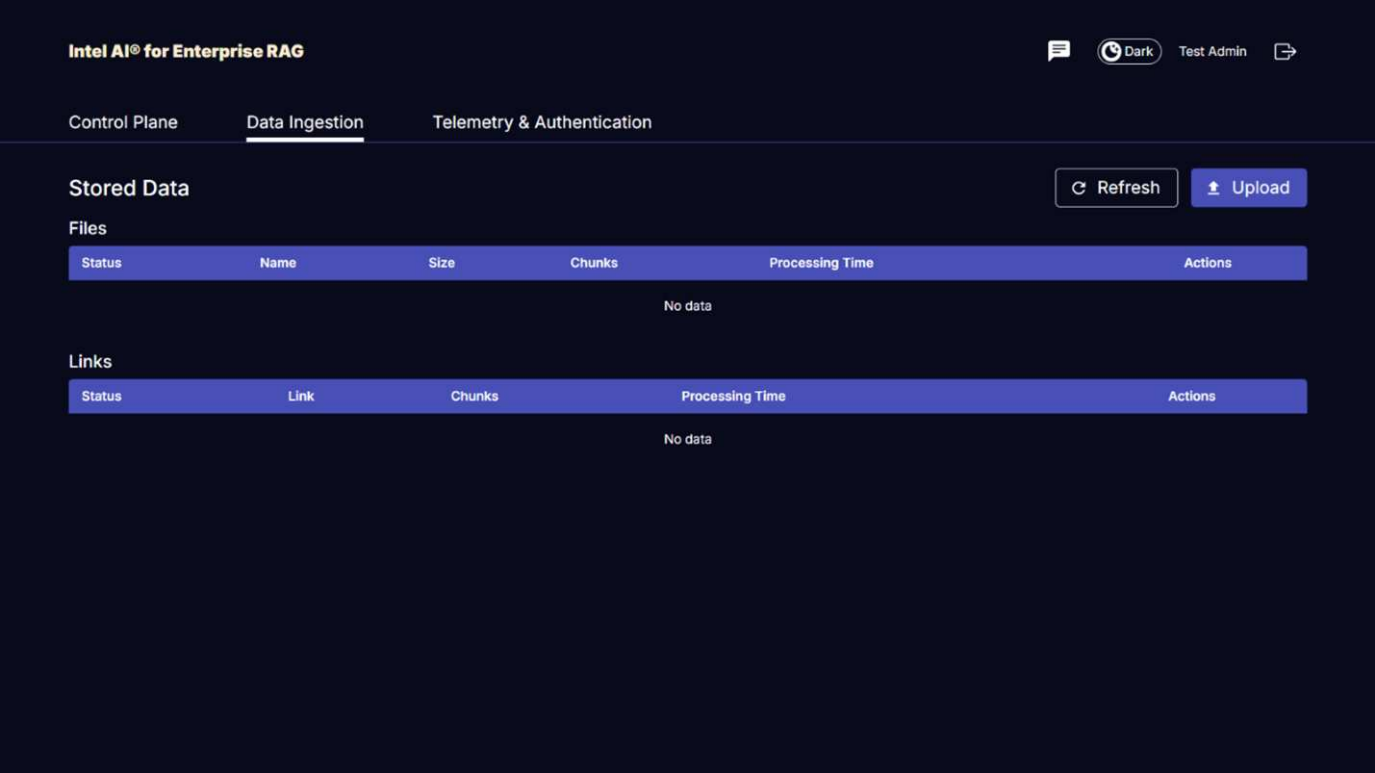 Intel AI® for Enterprise RAG
Dark
Test Admin
Control Plane
Data Ingestion
Telemetry & Authentication
Stored Data
Refresh
Upload
Files
Status Name Size Chunks Processing Time Actions
No data
Links
Status Link Chunks Processing Time Actions
No data